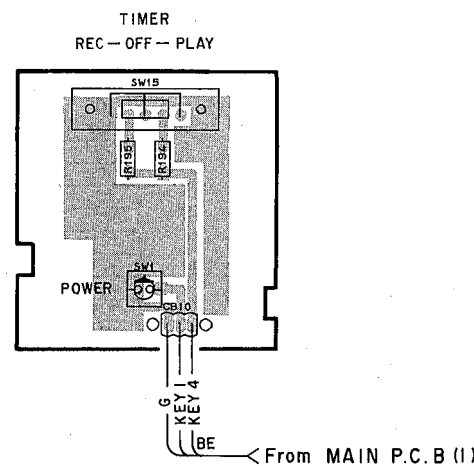 TIMER
REC — OFF — PLAY
SW15
R195
R194
SW1
POWER
CB10
G
KEY 1
KEY 4
BE
From MAIN P.C.B (1)